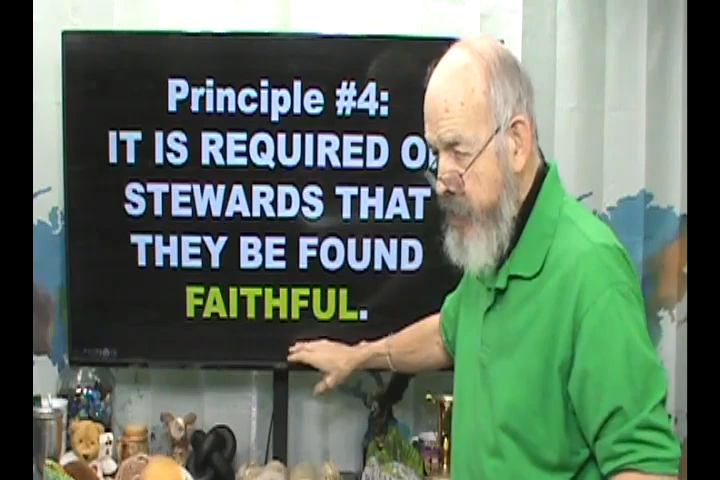 Principle #4:
IT IS REQUIRED O
STEWARDS THAT
THEY BE FOUND
FAITHFUL.